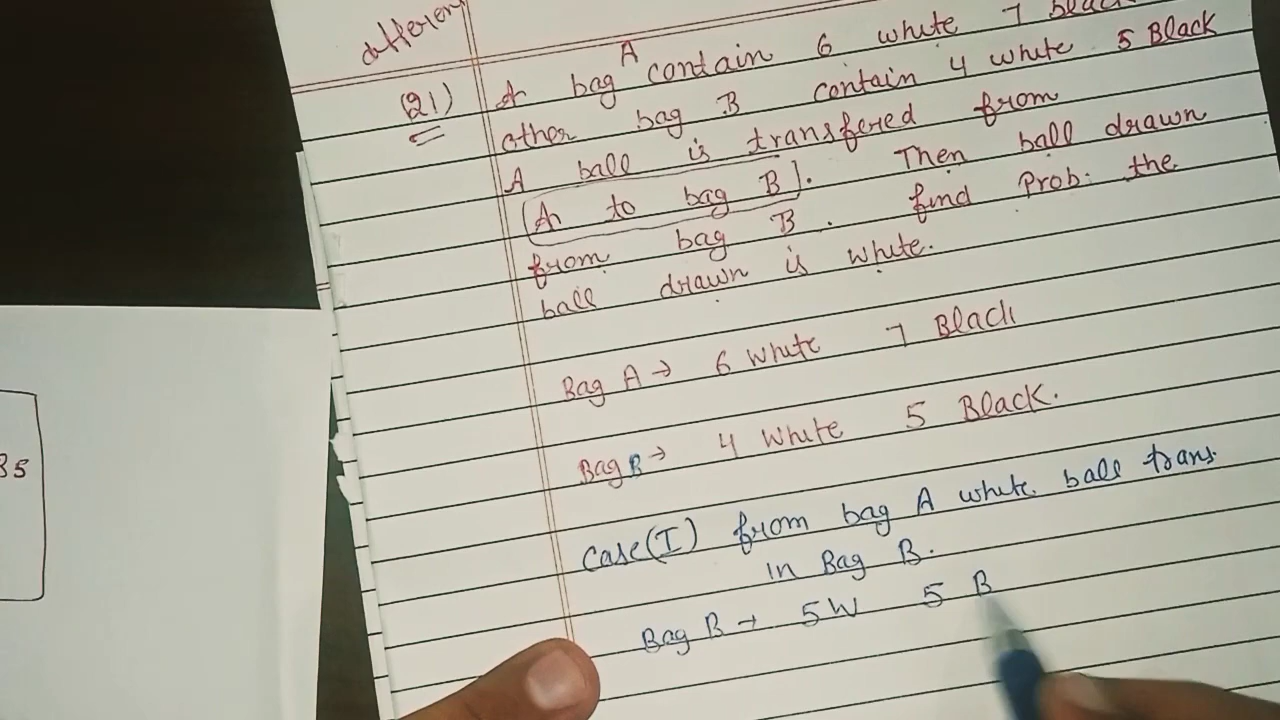 different
A
A bag contain 6 white 7 black
(21) other bag B contain 4 white 5 Black
A ball is transfered from
(A to bag B). Then ball drawn
from bag B. find Prob. the
ball drawn is white.
Bag A → 6 White 7 Black
Bag B → 4 White 5 Black.
Case(I) from bag A white ball trans.
in Bag B.
Bag B → 5W 5 B
35